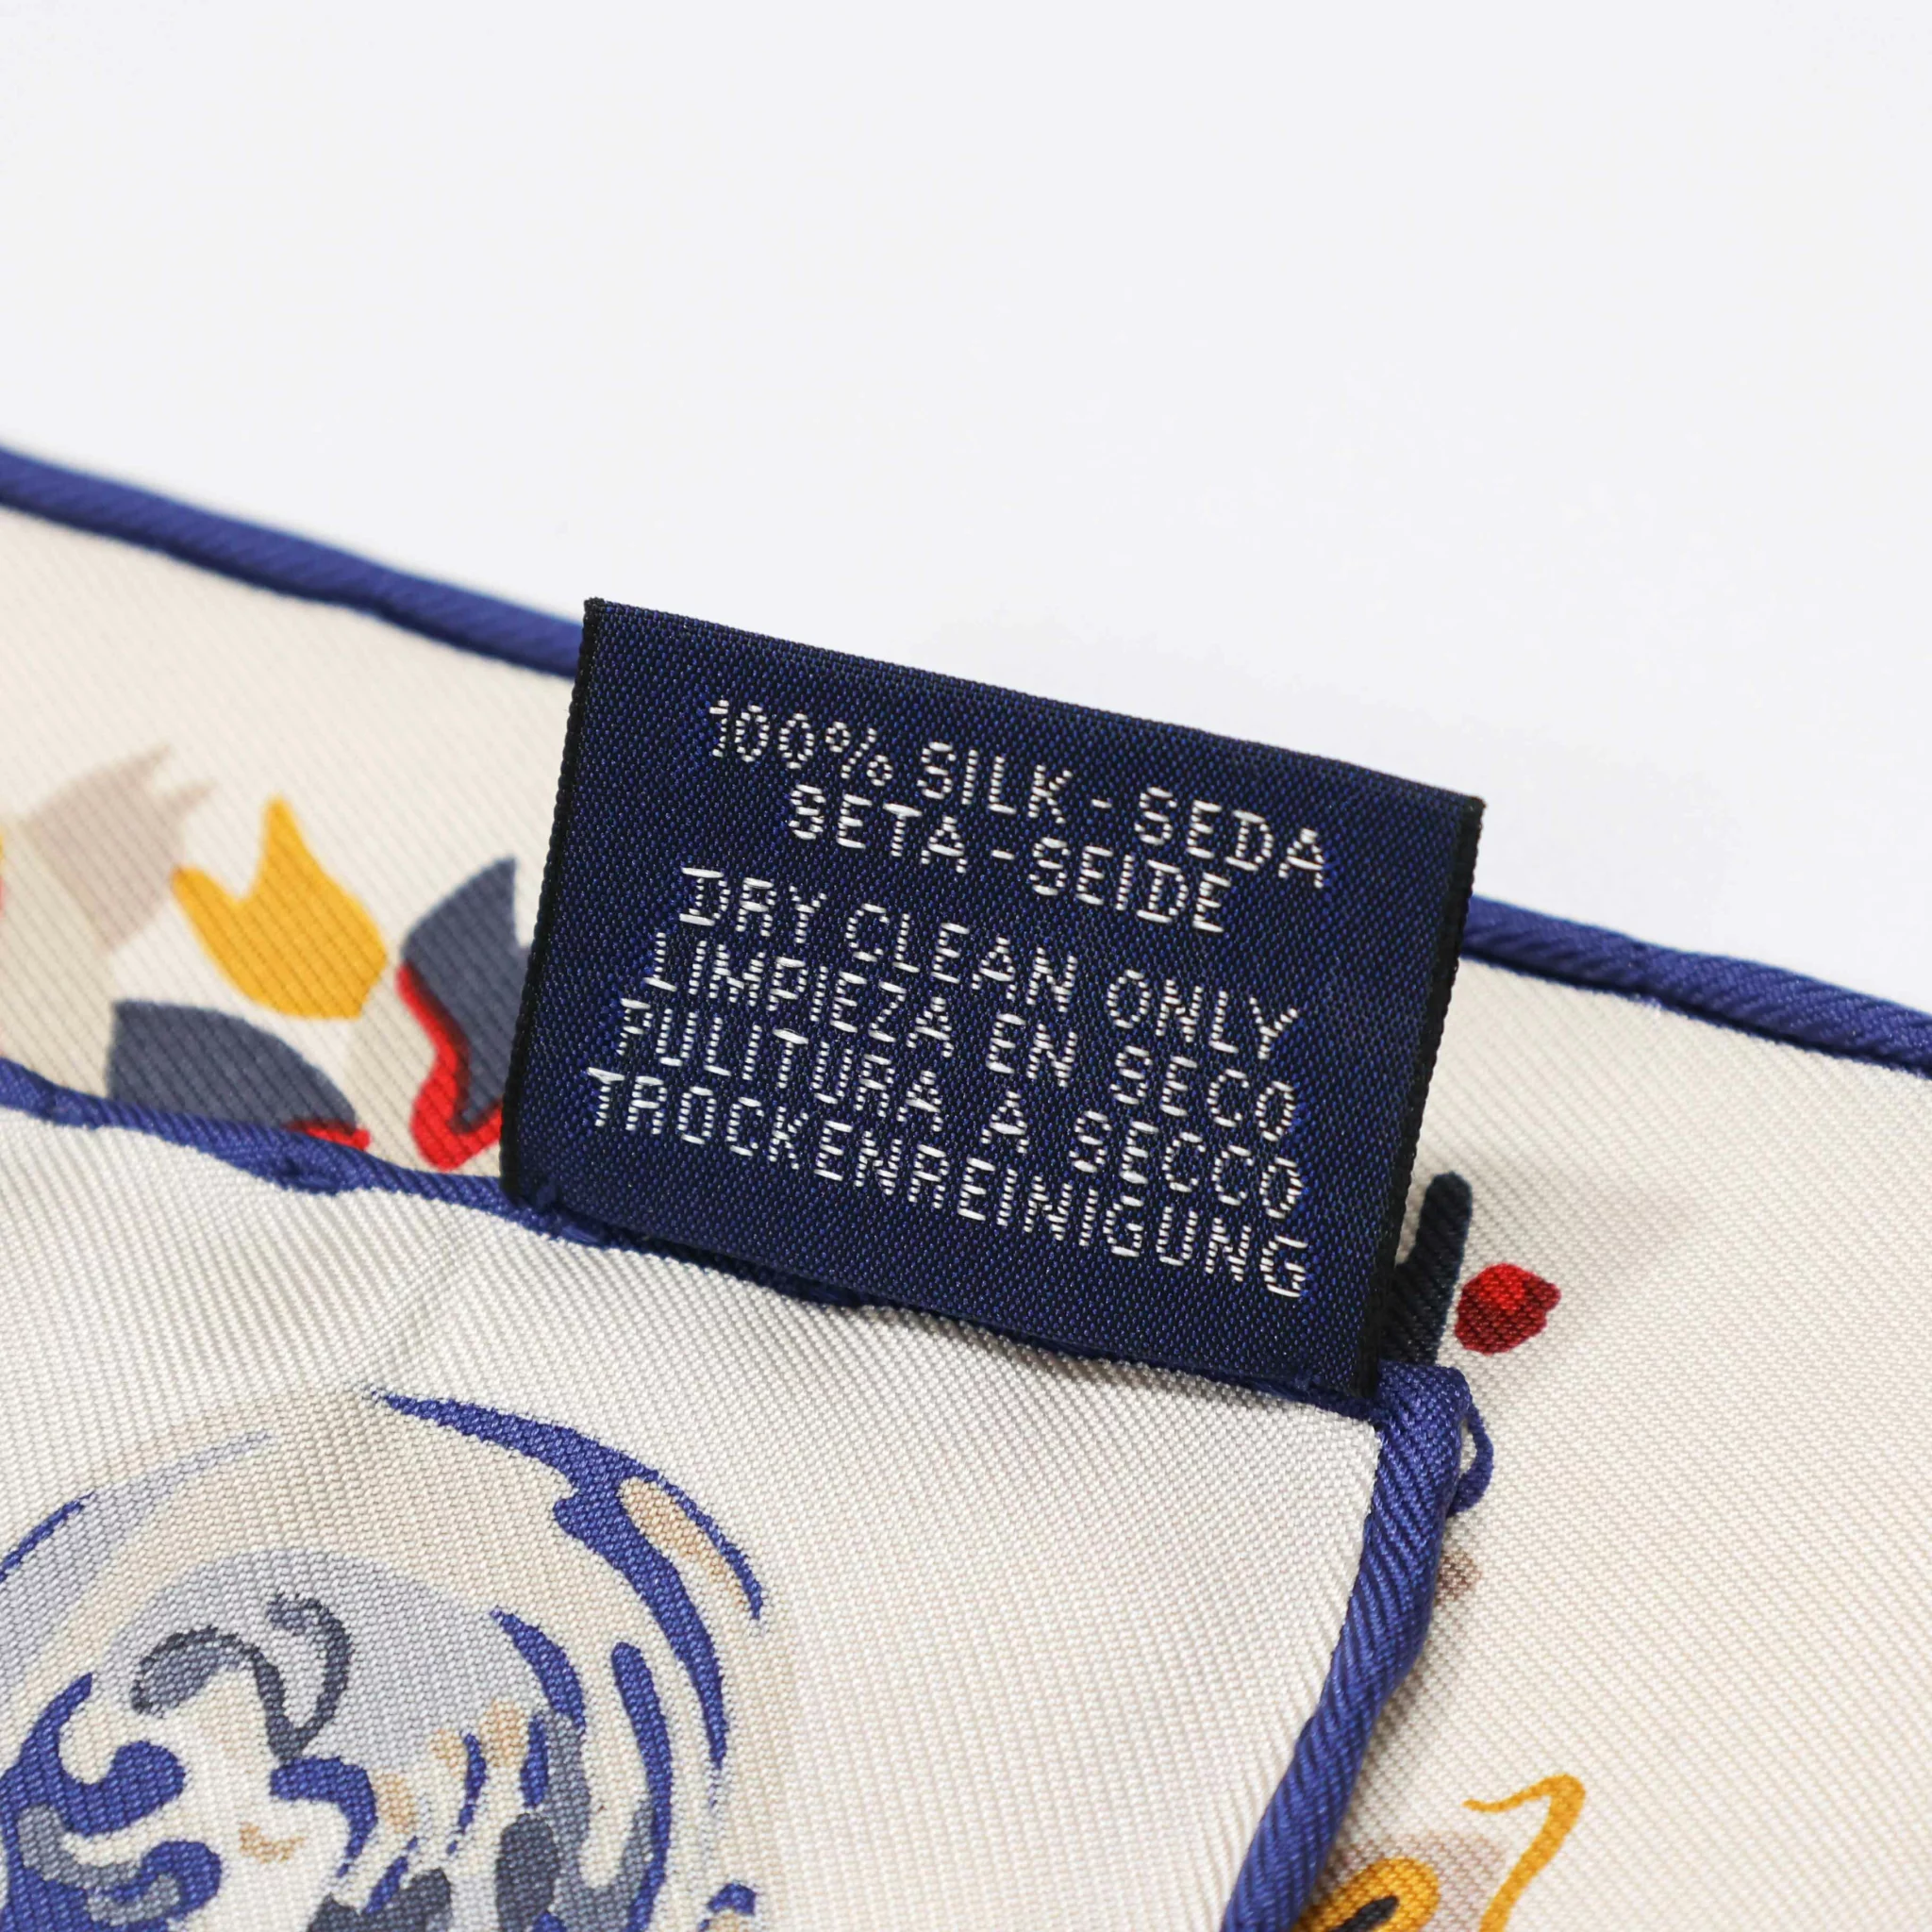 100% SILK - SEDA
SETA - SEIDE
DRY CLEAN ONLY
LIMPIEZA EN SECO
PULITURA A SECCO
TROCKENREINIGUNG